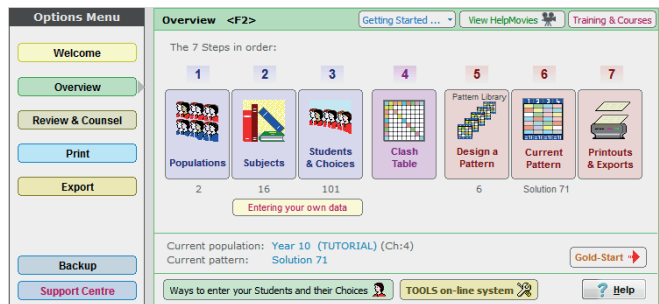 Options Menu
Welcome
Overview
Review & Counsel
Print
Export
Backup
Support Centre
Overview <F2>
Getting Started ...
View HelpMovies
Training & Courses
The 7 Steps in order:
1 2 3 4 5 6 7
Pattern Library
1 2 3 4
Populations
Subjects
Students
& Choices
Clash
Table
Design a
Pattern
Current
Pattern
Printouts
& Exports
2 16 101 6 Solution 71
Entering your own data
Current population: Year 10 (TUTORIAL) (Ch:4)
Current pattern: Solution 71
Gold-Start
Ways to enter your Students and their Choices
TOOLS on-line system
? Help